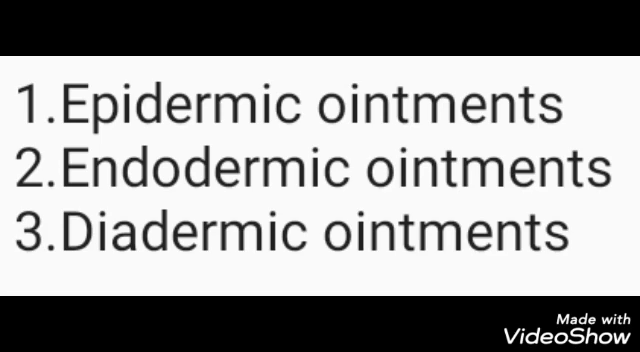 1.Epidermic ointments
2.Endodermic ointments
3.Diadermic ointments
Made with
VideoShow